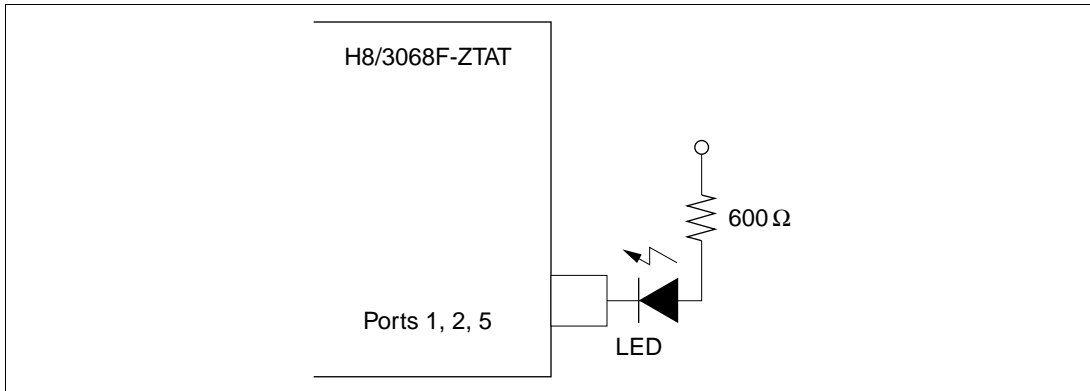 H8/3068F-ZTAT
600 Ω
Ports 1, 2, 5
LED